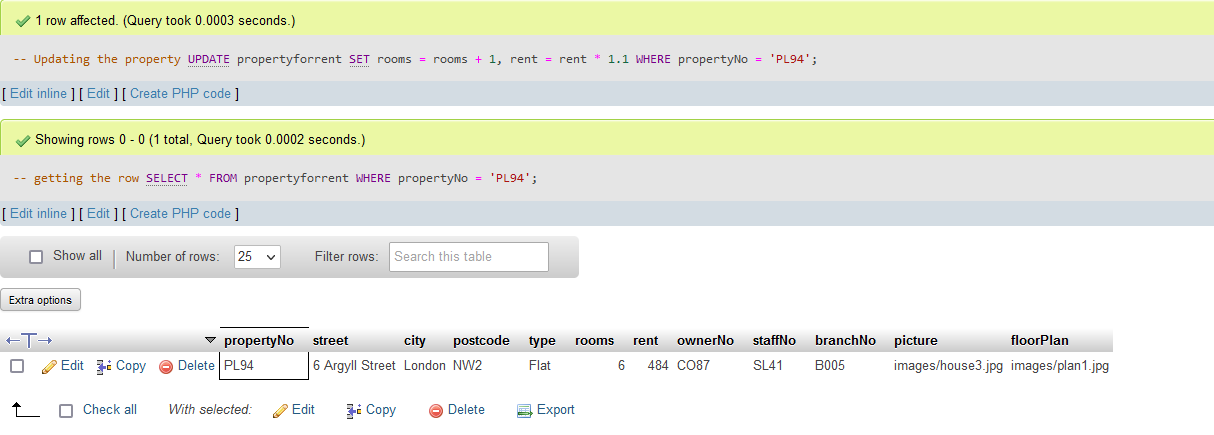 1 row affected. (Query took 0.0003 seconds.)
-- Updating the property UPDATE propertyforrent SET rooms = rooms + 1, rent = rent * 1.1 WHERE propertyNo = 'PL94';
[ Edit inline ] [ Edit ] [ Create PHP code ]
Showing rows 0 - 0 (1 total, Query took 0.0002 seconds.)
-- getting the row SELECT * FROM propertyforrent WHERE propertyNo = 'PL94';
[ Edit inline ] [ Edit ] [ Create PHP code ]
Show all Number of rows: 25 Filter rows: Search this table
Extra options
propertyNo street city postcode type rooms rent ownerNo staffNo branchNo picture floorPlan
Edit Copy Delete PL94 6 Argyll Street London NW2 Flat 6 484 CO87 SL41 B005 images/house3.jpg images/plan1.jpg
Check all With selected: Edit Copy Delete Export